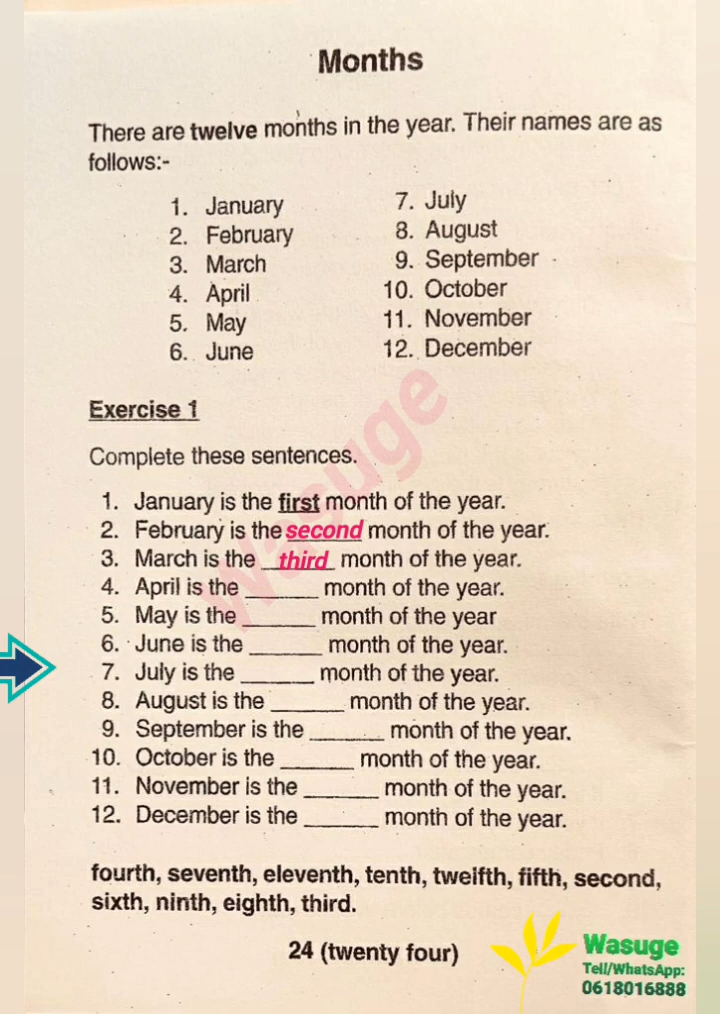 Months
There are twelve months in the year. Their names are as
follows:-
1. January
2. February
3. March
4. April
5. May
6. June
7. July
8. August
9. September
10. October
11. November
12. December
Exercise 1
Complete these sentences.
1. January is the first month of the year.
2. February is the second month of the year.
3. March is the third month of the year.
4. April is the ______ month of the year.
5. May is the ______ month of the year
6. June is the ______ month of the year.
7. July is the ______ month of the year.
8. August is the ______ month of the year.
9. September is the ______ month of the year.
10. October is the ______ month of the year.
11. November is the ______ month of the year.
12. December is the ______ month of the year.
fourth, seventh, eleventh, tenth, twelfth, fifth, second,
sixth, ninth, eighth, third.
24 (twenty four)
Wasuge
Wasuge
Tell/WhatsApp:
0618016888